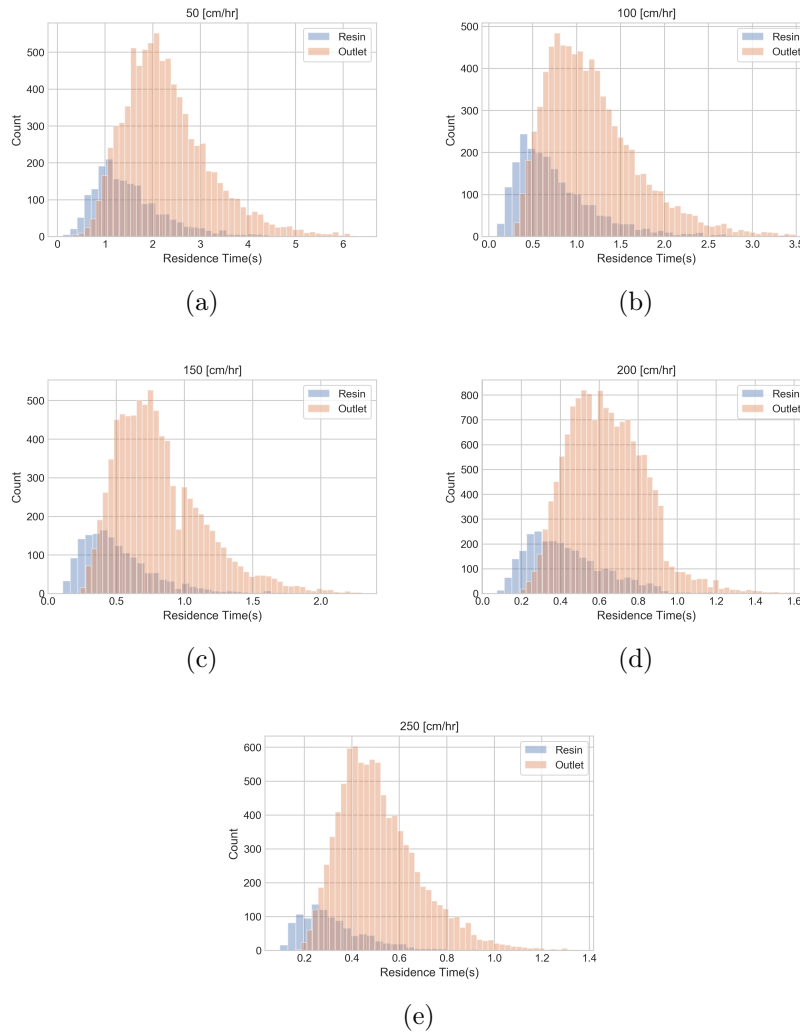 50 [cm/hr]
Resin
Outlet
500
400
300
200
100
0
Count
0 1 2 3 4 5 6
Residence Time(s)
(a)
100 [cm/hr]
Resin
Outlet
500
400
300
200
100
0
Count
0.0 0.5 1.0 1.5 2.0 2.5 3.0 3.5
Residence Time(s)
(b)
150 [cm/hr]
Resin
Outlet
500
400
300
200
100
0
Count
0.0 0.5 1.0 1.5 2.0
Residence Time(s)
(c)
200 [cm/hr]
Resin
Outlet
800
700
600
500
400
300
200
100
0
Count
0.0 0.2 0.4 0.6 0.8 1.0 1.2 1.4 1.6
Residence Time(s)
(d)
250 [cm/hr]
Resin
Outlet
600
500
400
300
200
100
0
Count
0.2 0.4 0.6 0.8 1.0 1.2 1.4
Residence Time(s)
(e)